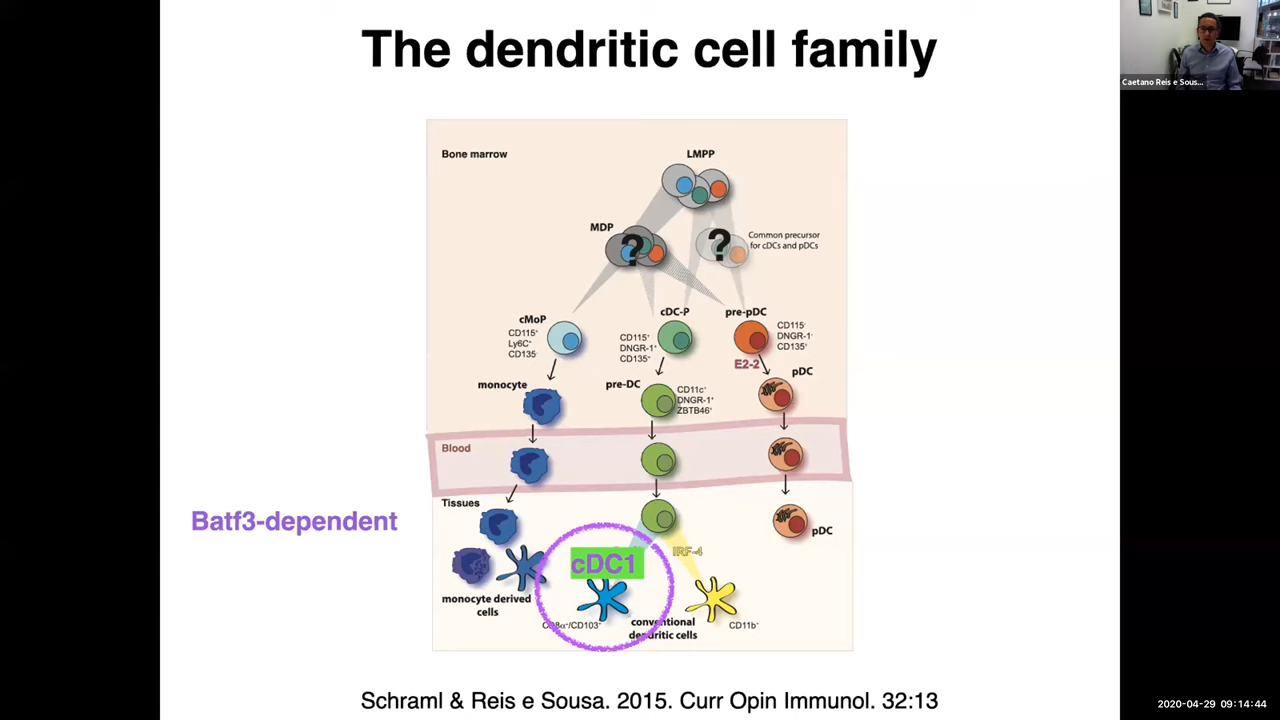 The dendritic cell family
Caetano Reis e Sous...
Bone marrow
LMPP
MDP
?
?
Common precursor
for cDCs and pDCs
cMoP
CD115⁺
Ly6C⁺
CD135⁻
cDC-P
CD115⁺
DNGR-1⁺
CD135⁺
pre-pDC
CD115⁻
DNGR-1⁻
CD135⁺
E2-2
monocyte
pre-DC
CD11c⁺
DNGR-1⁺
ZBTB46⁺
pDC
Blood
Tissues
Batf3-dependent
cDC1
IRF-4
pDC
monocyte derived
cells
CD8α⁺/CD103⁺
conventional
dendritic cells
CD11b⁺
Schraml & Reis e Sousa. 2015. Curr Opin Immunol. 32:13
2020-04-29 09:14:44